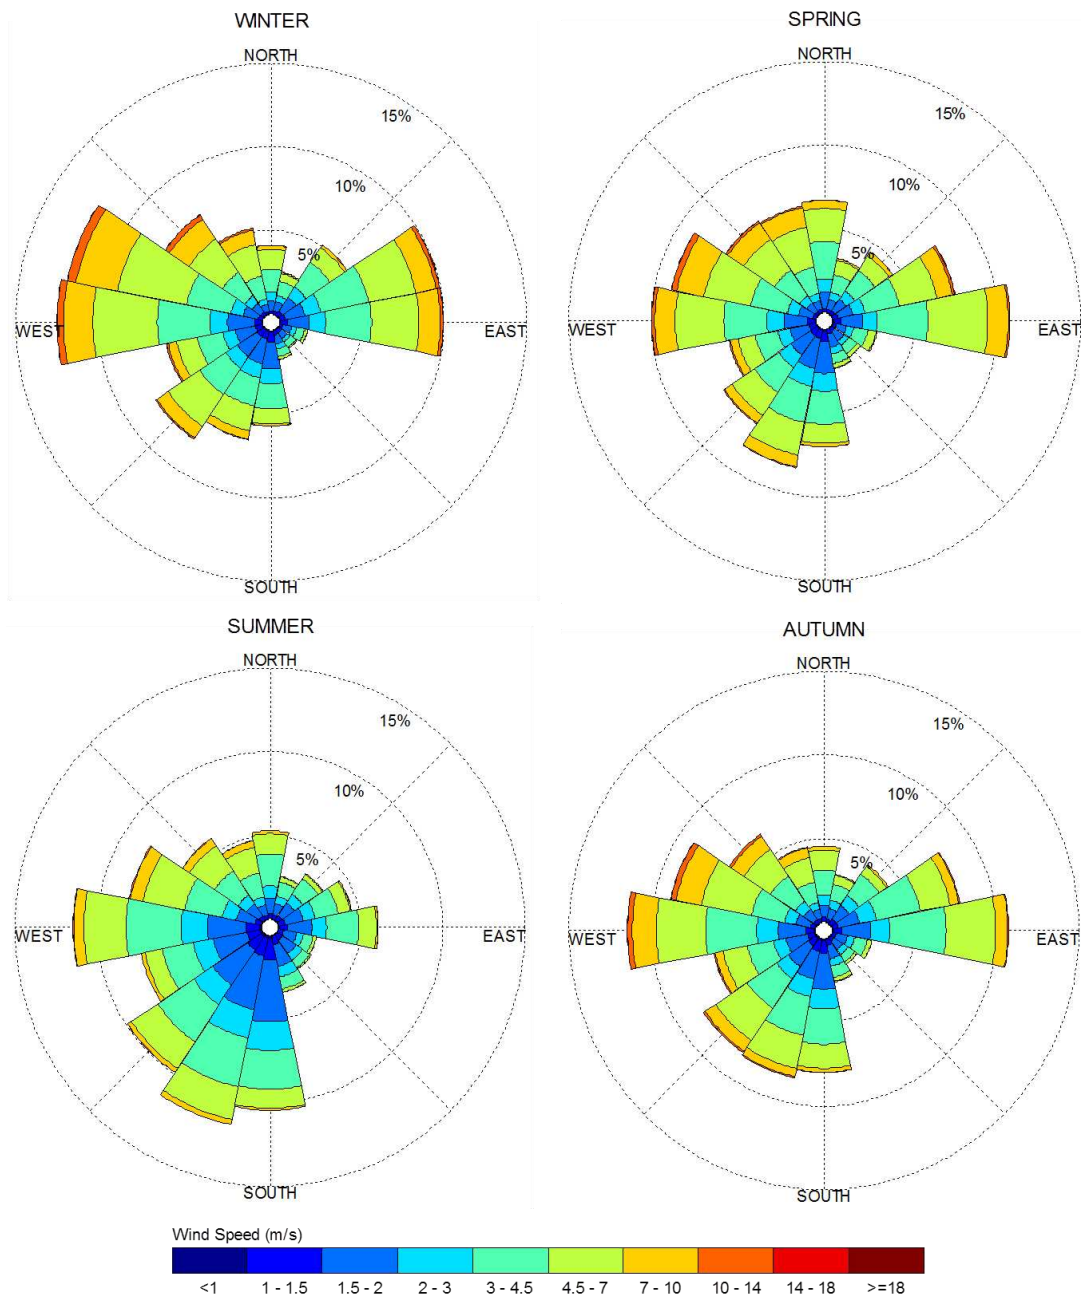 WINTER
NORTH
15%
10%
5%
WEST
EAST
SOUTH
SPRING
NORTH
15%
10%
5%
WEST
EAST
SOUTH
SUMMER
NORTH
15%
10%
5%
WEST
EAST
SOUTH
AUTUMN
NORTH
15%
10%
5%
WEST
EAST
SOUTH
Wind Speed (m/s)
<1 1 - 1.5 1.5 - 2 2 - 3 3 - 4.5 4.5 - 7 7 - 10 10 - 14 14 - 18 >=18